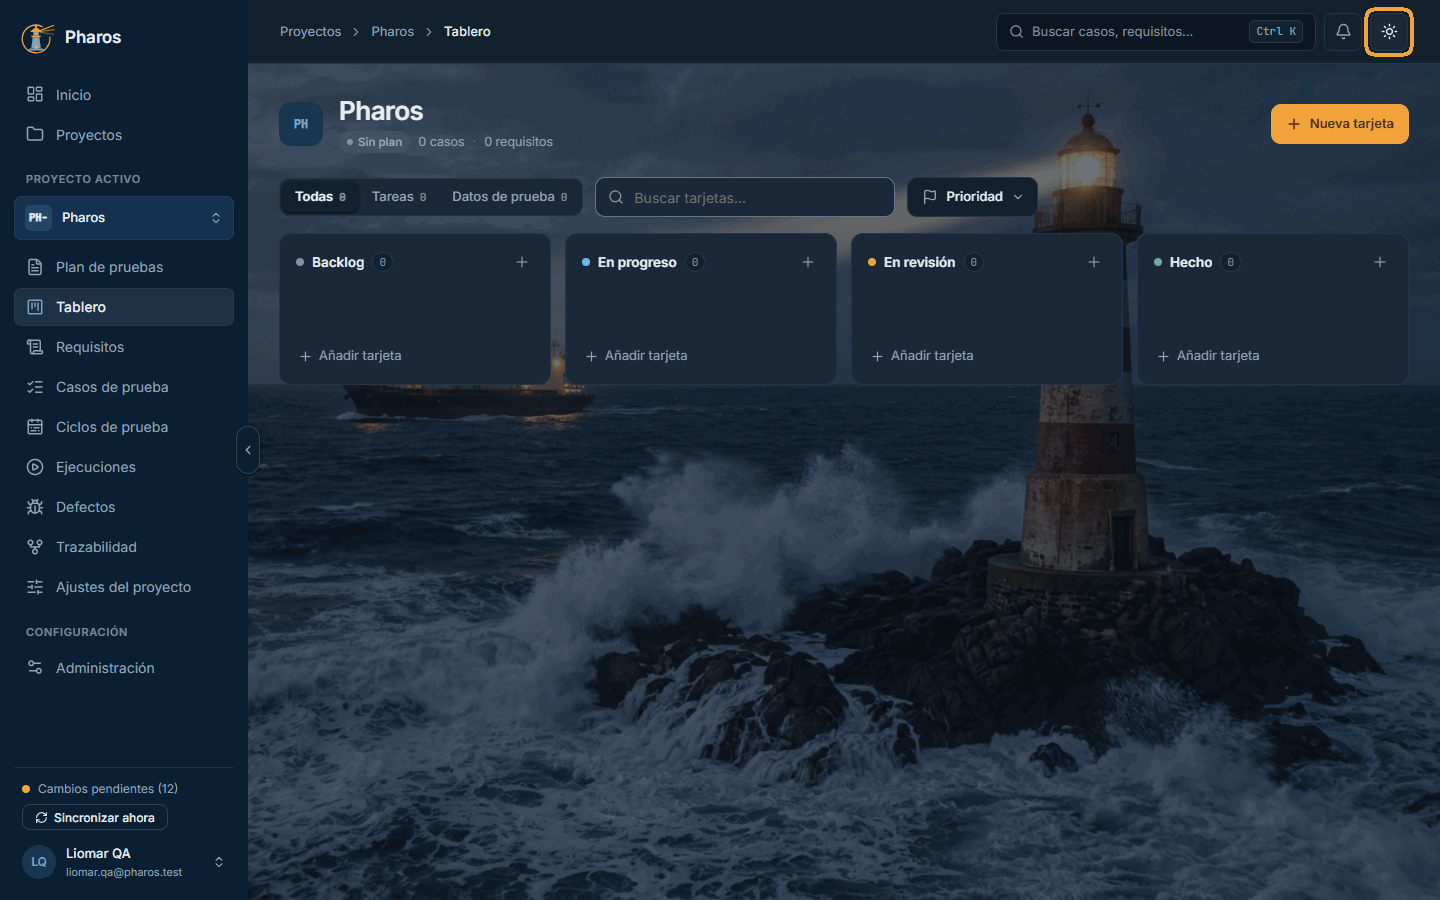 Pharos
Inicio
Proyectos
PROYECTO ACTIVO
PH- Pharos
Plan de pruebas
Tablero
Requisitos
Casos de prueba
Ciclos de prueba
Ejecuciones
Defectos
Trazabilidad
Ajustes del proyecto
CONFIGURACIÓN
Administración
Cambios pendientes (12)
Sincronizar ahora
LQ Liomar QA
liomar.qa@pharos.test
Proyectos > Pharos > Tablero
Buscar casos, requisitos... Ctrl K
PH Pharos
Sin plan 0 casos · 0 requisitos
+ Nueva tarjeta
Todas 0 Tareas 0 Datos de prueba 0 Buscar tarjetas... Prioridad
Backlog 0 + En progreso 0 + En revisión 0 + Hecho 0 +
+ Añadir tarjeta + Añadir tarjeta + Añadir tarjeta + Añadir tarjeta